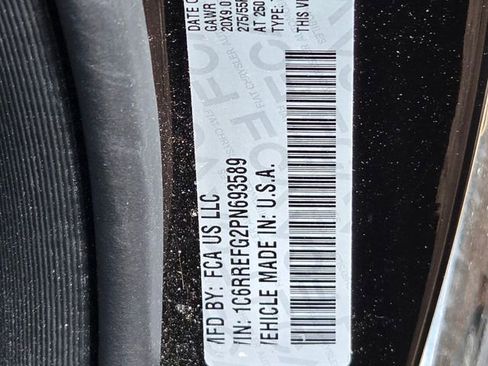 DATE O
GAWR
20X9.0
275/55
AT 250
THIS V
TYPE:
MFD BY: FCA US LLC
VIN: 1C6RREFG2PN693589
VEHICLE MADE IN: U.S.A.